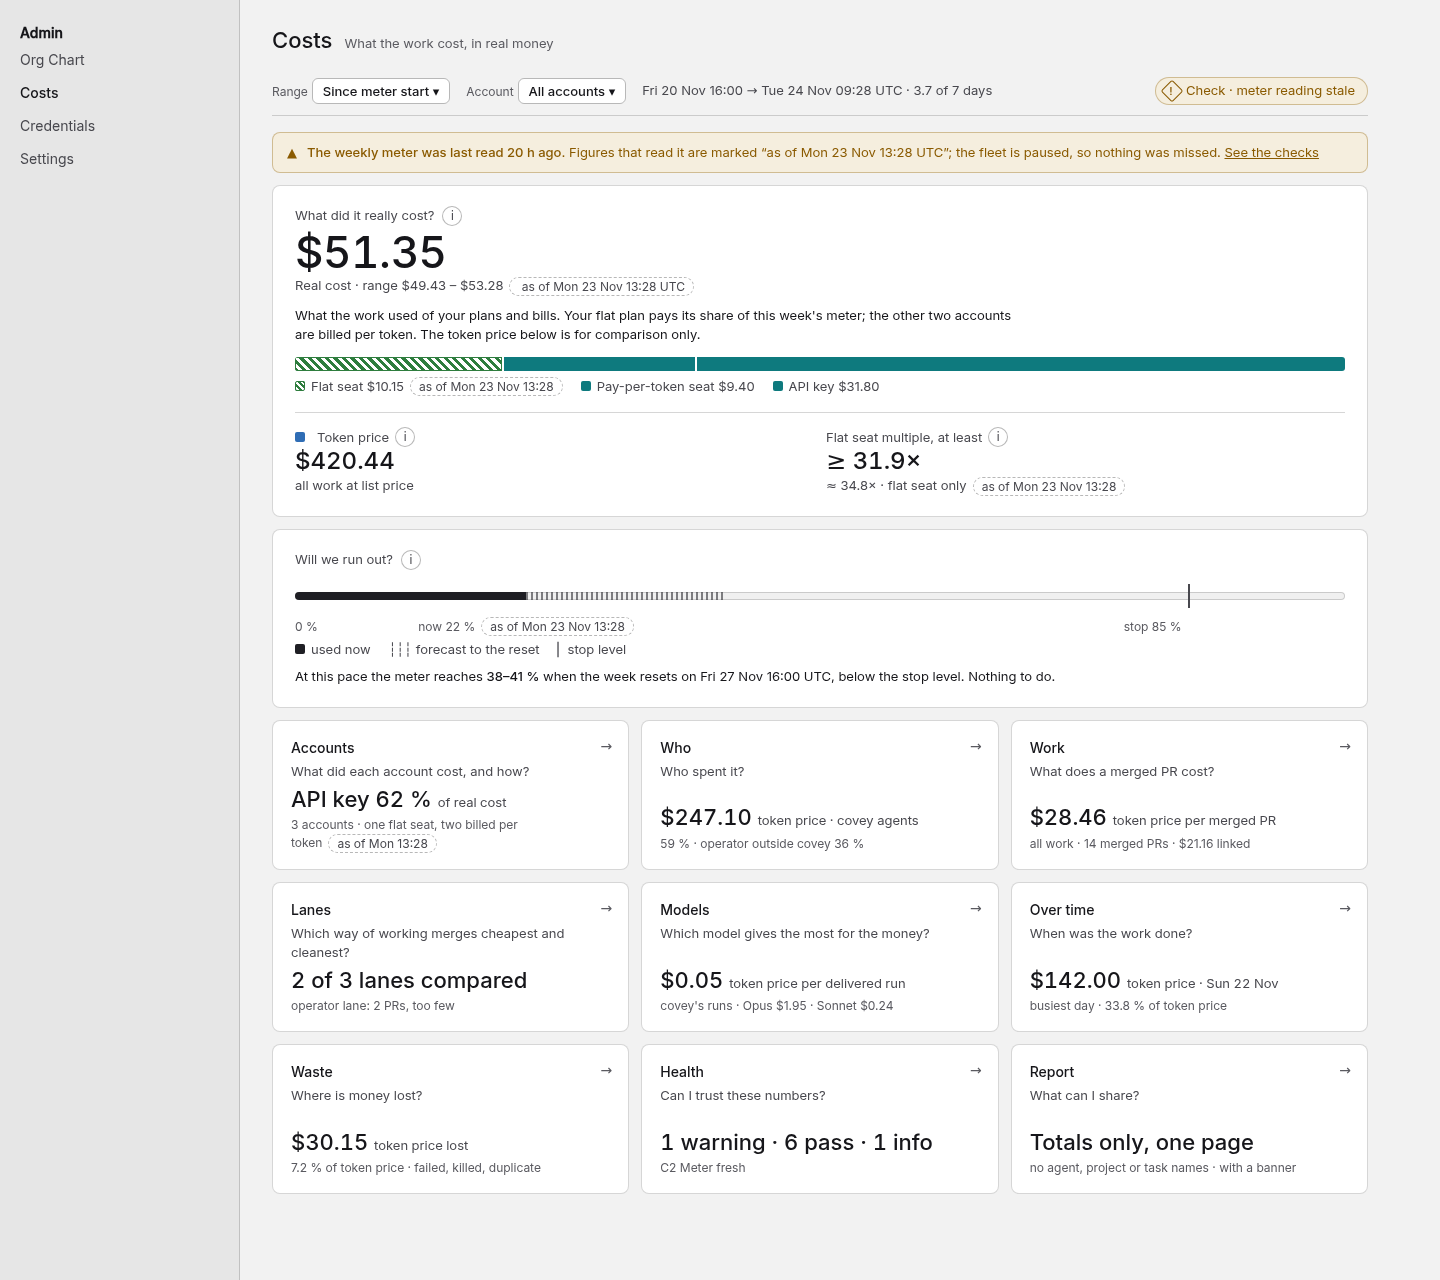 Admin
Org Chart
Costs
Credentials
Settings
Costs What the work cost, in real money
Range Since meter start ▾ Account All accounts ▾ Fri 20 Nov 16:00 → Tue 24 Nov 09:28 UTC · 3.7 of 7 days
! Check · meter reading stale
▲ The weekly meter was last read 20 h ago. Figures that read it are marked “as of Mon 23 Nov 13:28 UTC”; the fleet is paused, so nothing was missed. See the checks
What did it really cost? i
$51.35
Real cost · range $49.43 – $53.28 as of Mon 23 Nov 13:28 UTC
What the work used of your plans and bills. Your flat plan pays its share of this week's meter; the other two accounts
are billed per token. The token price below is for comparison only.
Flat seat $10.15 as of Mon 23 Nov 13:28 Pay-per-token seat $9.40 API key $31.80
Token price i
$420.44
all work at list price
Flat seat multiple, at least i
≥ 31.9×
≈ 34.8× · flat seat only as of Mon 23 Nov 13:28
Will we run out? i
0 % now 22 % as of Mon 23 Nov 13:28 stop 85 %
used now forecast to the reset stop level
At this pace the meter reaches 38–41 % when the week resets on Fri 27 Nov 16:00 UTC, below the stop level. Nothing to do.
Accounts →
What did each account cost, and how?
API key 62 % of real cost
3 accounts · one flat seat, two billed per
token as of Mon 13:28
Who →
Who spent it?
$247.10 token price · covey agents
59 % · operator outside covey 36 %
Work →
What does a merged PR cost?
$28.46 token price per merged PR
all work · 14 merged PRs · $21.16 linked
Lanes →
Which way of working merges cheapest and
cleanest?
2 of 3 lanes compared
operator lane: 2 PRs, too few
Models →
Which model gives the most for the money?
$0.05 token price per delivered run
covey's runs · Opus $1.95 · Sonnet $0.24
Over time →
When was the work done?
$142.00 token price · Sun 22 Nov
busiest day · 33.8 % of token price
Waste →
Where is money lost?
$30.15 token price lost
7.2 % of token price · failed, killed, duplicate
Health →
Can I trust these numbers?
1 warning · 6 pass · 1 info
C2 Meter fresh
Report →
What can I share?
Totals only, one page
no agent, project or task names · with a banner